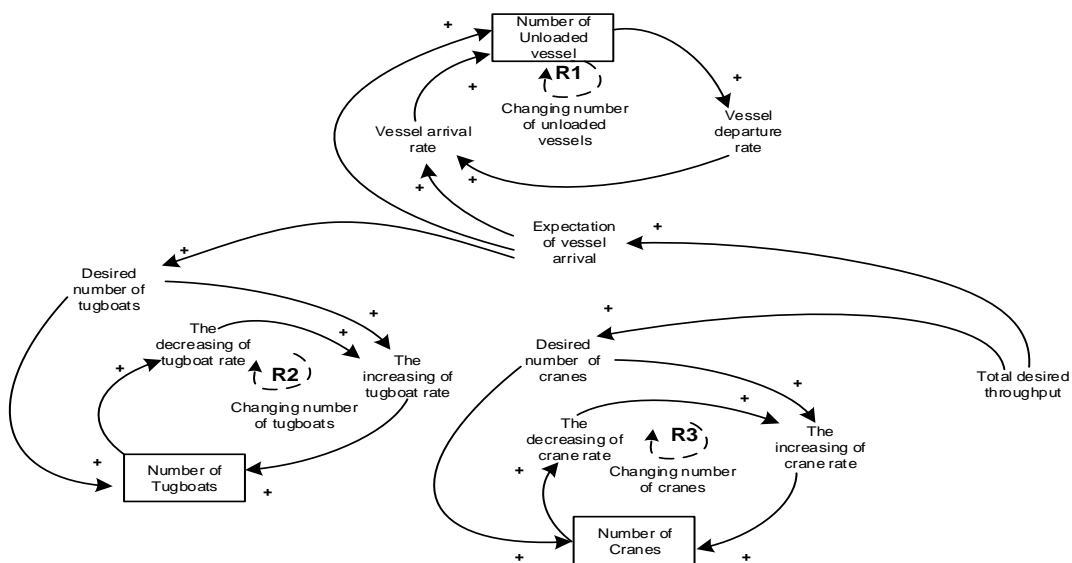 +
Number of
Unloaded
vessel
R1
+
+
Changing number
of unloaded
vessels
Vessel arrival
rate
Vessel
departure
rate
+
+
Expectation
of vessel
arrival
+
+
Desired
number of
tugboats
+
The
decreasing of
tugboat rate
+
+
R2
The
increasing of
tugboat rate
Changing number
of tugboats
+
Number of
Tugboats
+
+
Desired
number of
cranes
Total desired
throughput
+
+
The
decreasing of
crane rate
R3
The
increasing of
crane rate
Changing number
of cranes
+
Number of
Cranes
+
+
+